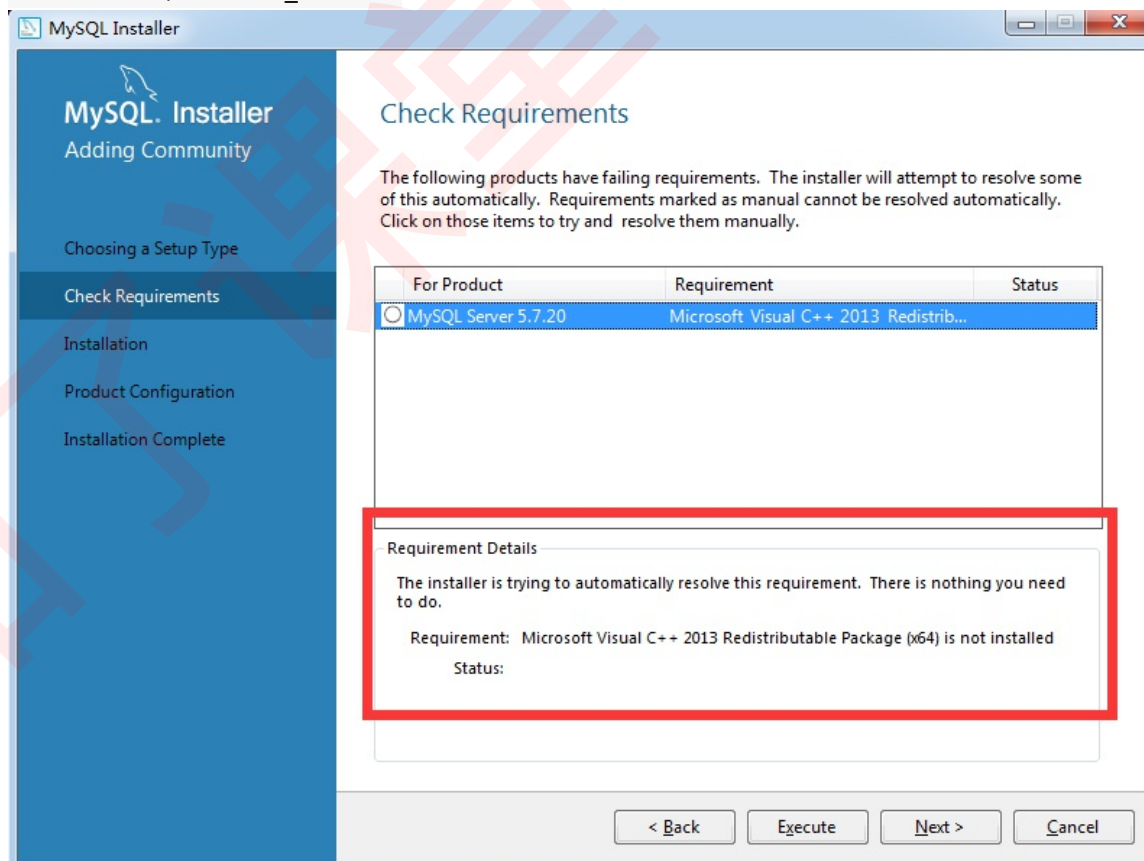 MySQL Installer
MySQL. Installer
Adding Community
Choosing a Setup Type
Check Requirements
Installation
Product Configuration
Installation Complete
Check Requirements
The following products have failing requirements. The installer will attempt to resolve some
of this automatically. Requirements marked as manual cannot be resolved automatically.
Click on those items to try and resolve them manually.
For Product Requirement Status
MySQL Server 5.7.20 Microsoft Visual C++ 2013 Redistrib...
Requirement Details
The installer is trying to automatically resolve this requirement. There is nothing you need
to do.
Requirement: Microsoft Visual C++ 2013 Redistributable Package (x64) is not installed
Status:
< Back Execute Next > Cancel